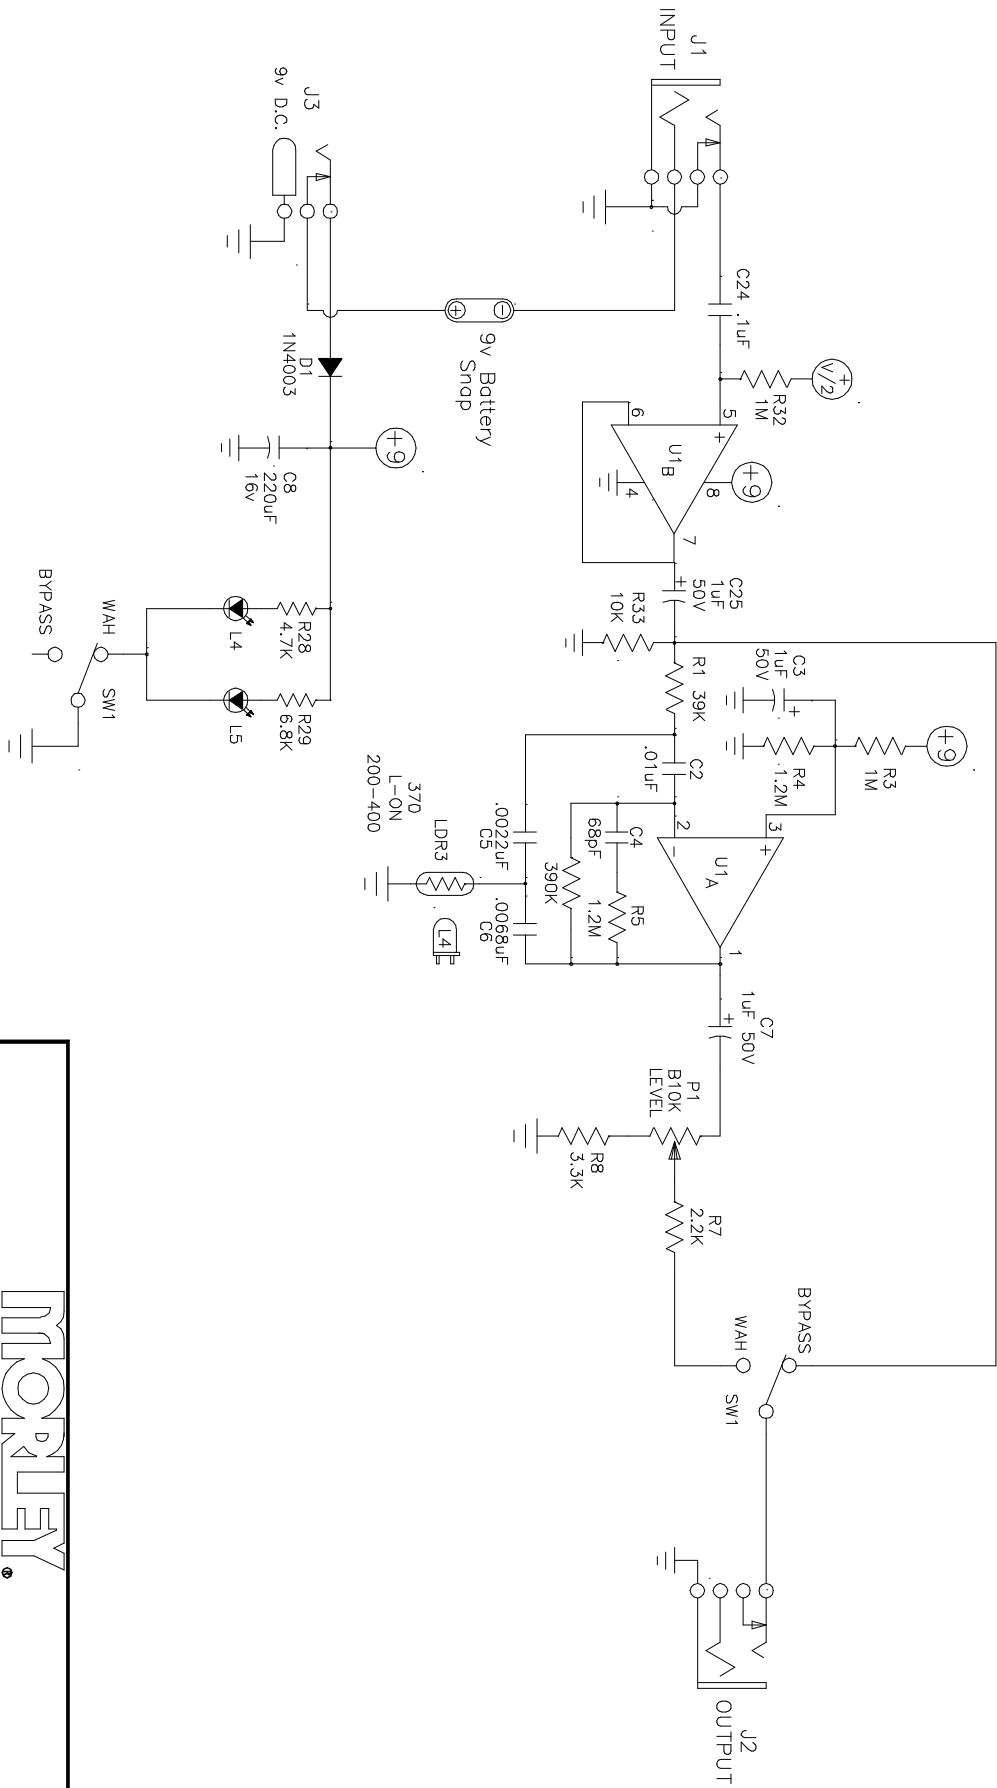 J1
INPUT
C24 .1uF
V/2
+
R32
1M
5
+
6
U1B
8
+9
4
7
C25
1uF
50V
+
R33
10K
R1 39K
C3
1uF
50V
+
+9
R3
1M
R4
1.2M
C2
.01uF
3
+
2
-
U1A
1
C4
68pF
R5
1.2M
390K
.0022uF
C5
.0068uF
C6
LDR3
370
L-ON
200-400
L4
C7
1uF 50V
+
P1
B10K
LEVEL
R8
3.3K
R7
2.2K
BYPASS
WAH
SW1
J2
OUTPUT
J3
9v D.C.
+
-
9v Battery
Snap
D1
1N4003
+9
C8
220uF
16v
R28
4.7K
L4
R29
6.8K
L5
WAH
BYPASS
SW1
MORLEY®